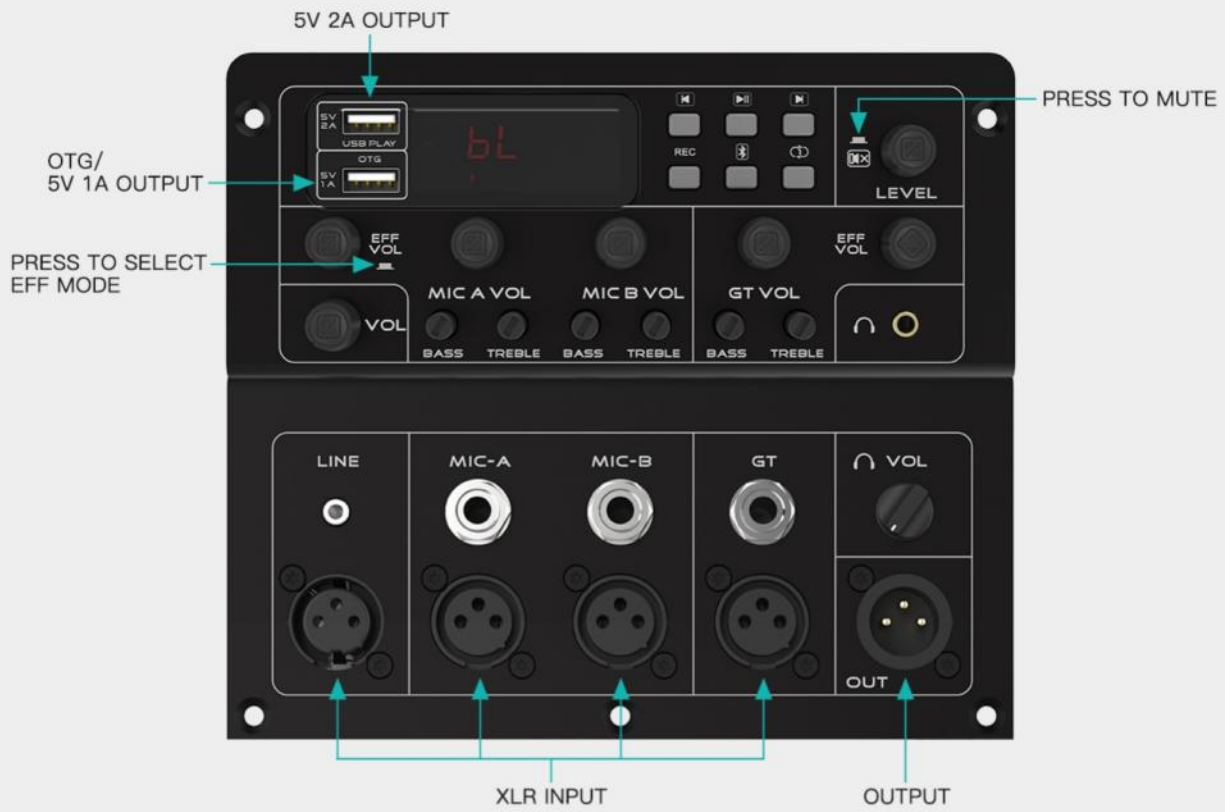 5V 2A OUTPUT
PRESS TO MUTE
5V
2A
USB PLAY
OTG
5V
1A
bL
REC
LEVEL
OTG/
5V 1A OUTPUT
EFF
VOL
EFF
VOL
PRESS TO SELECT
EFF MODE
MIC A VOL
MIC B VOL
GT VOL
VOL
BASS
TREBLE
BASS
TREBLE
BASS
TREBLE
LINE
MIC-A
MIC-B
GT
VOL
OUT
XLR INPUT
OUTPUT